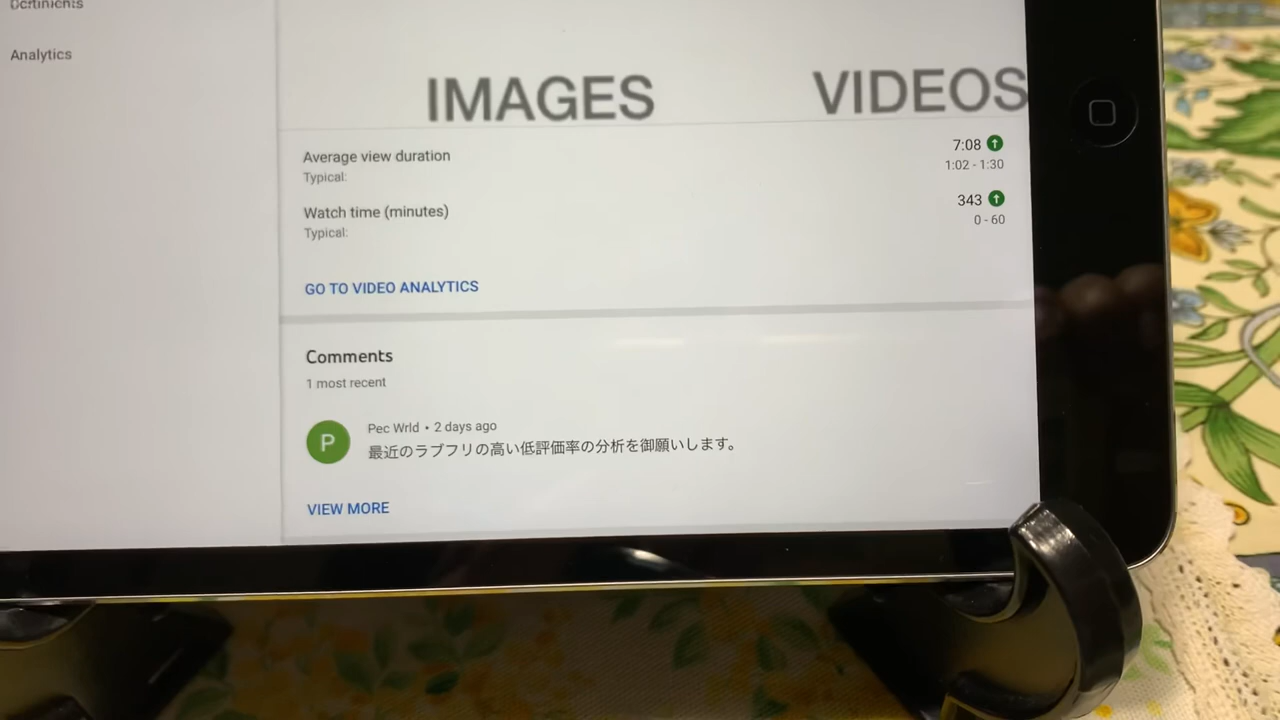 Analytics
IMAGES
VIDEOS
Average view duration
7:08
Typical:
1:02 - 1:30
Watch time (minutes)
343
Typical:
0 - 60
GO TO VIDEO ANALYTICS
Comments
1 most recent
P
Pec Wrld • 2 days ago
最近のラブフリの高い低評価率の分析を御願いします。
VIEW MORE